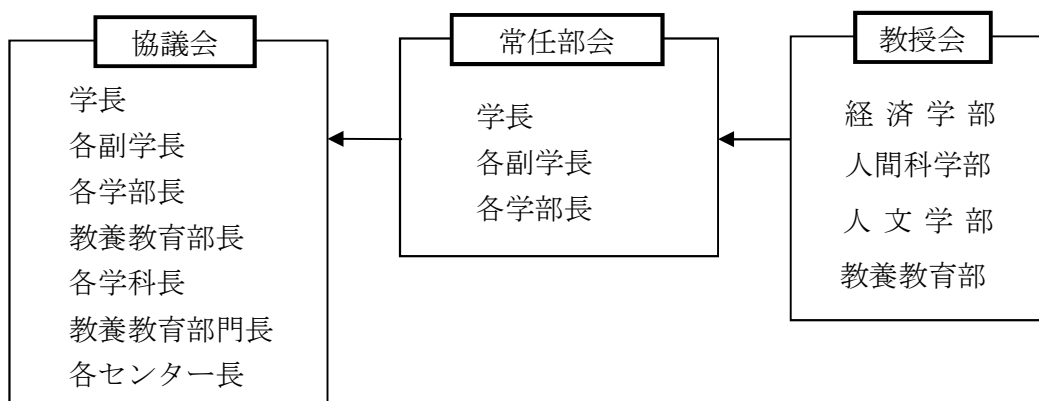 協議会
学長
各副学長
各学部長
教養教育部長
各学科長
教養教育部門長
各センター長
常任部会
学長
各副学長
各学部長
教授会
経済学部
人間科学部
人文学部
教養教育部